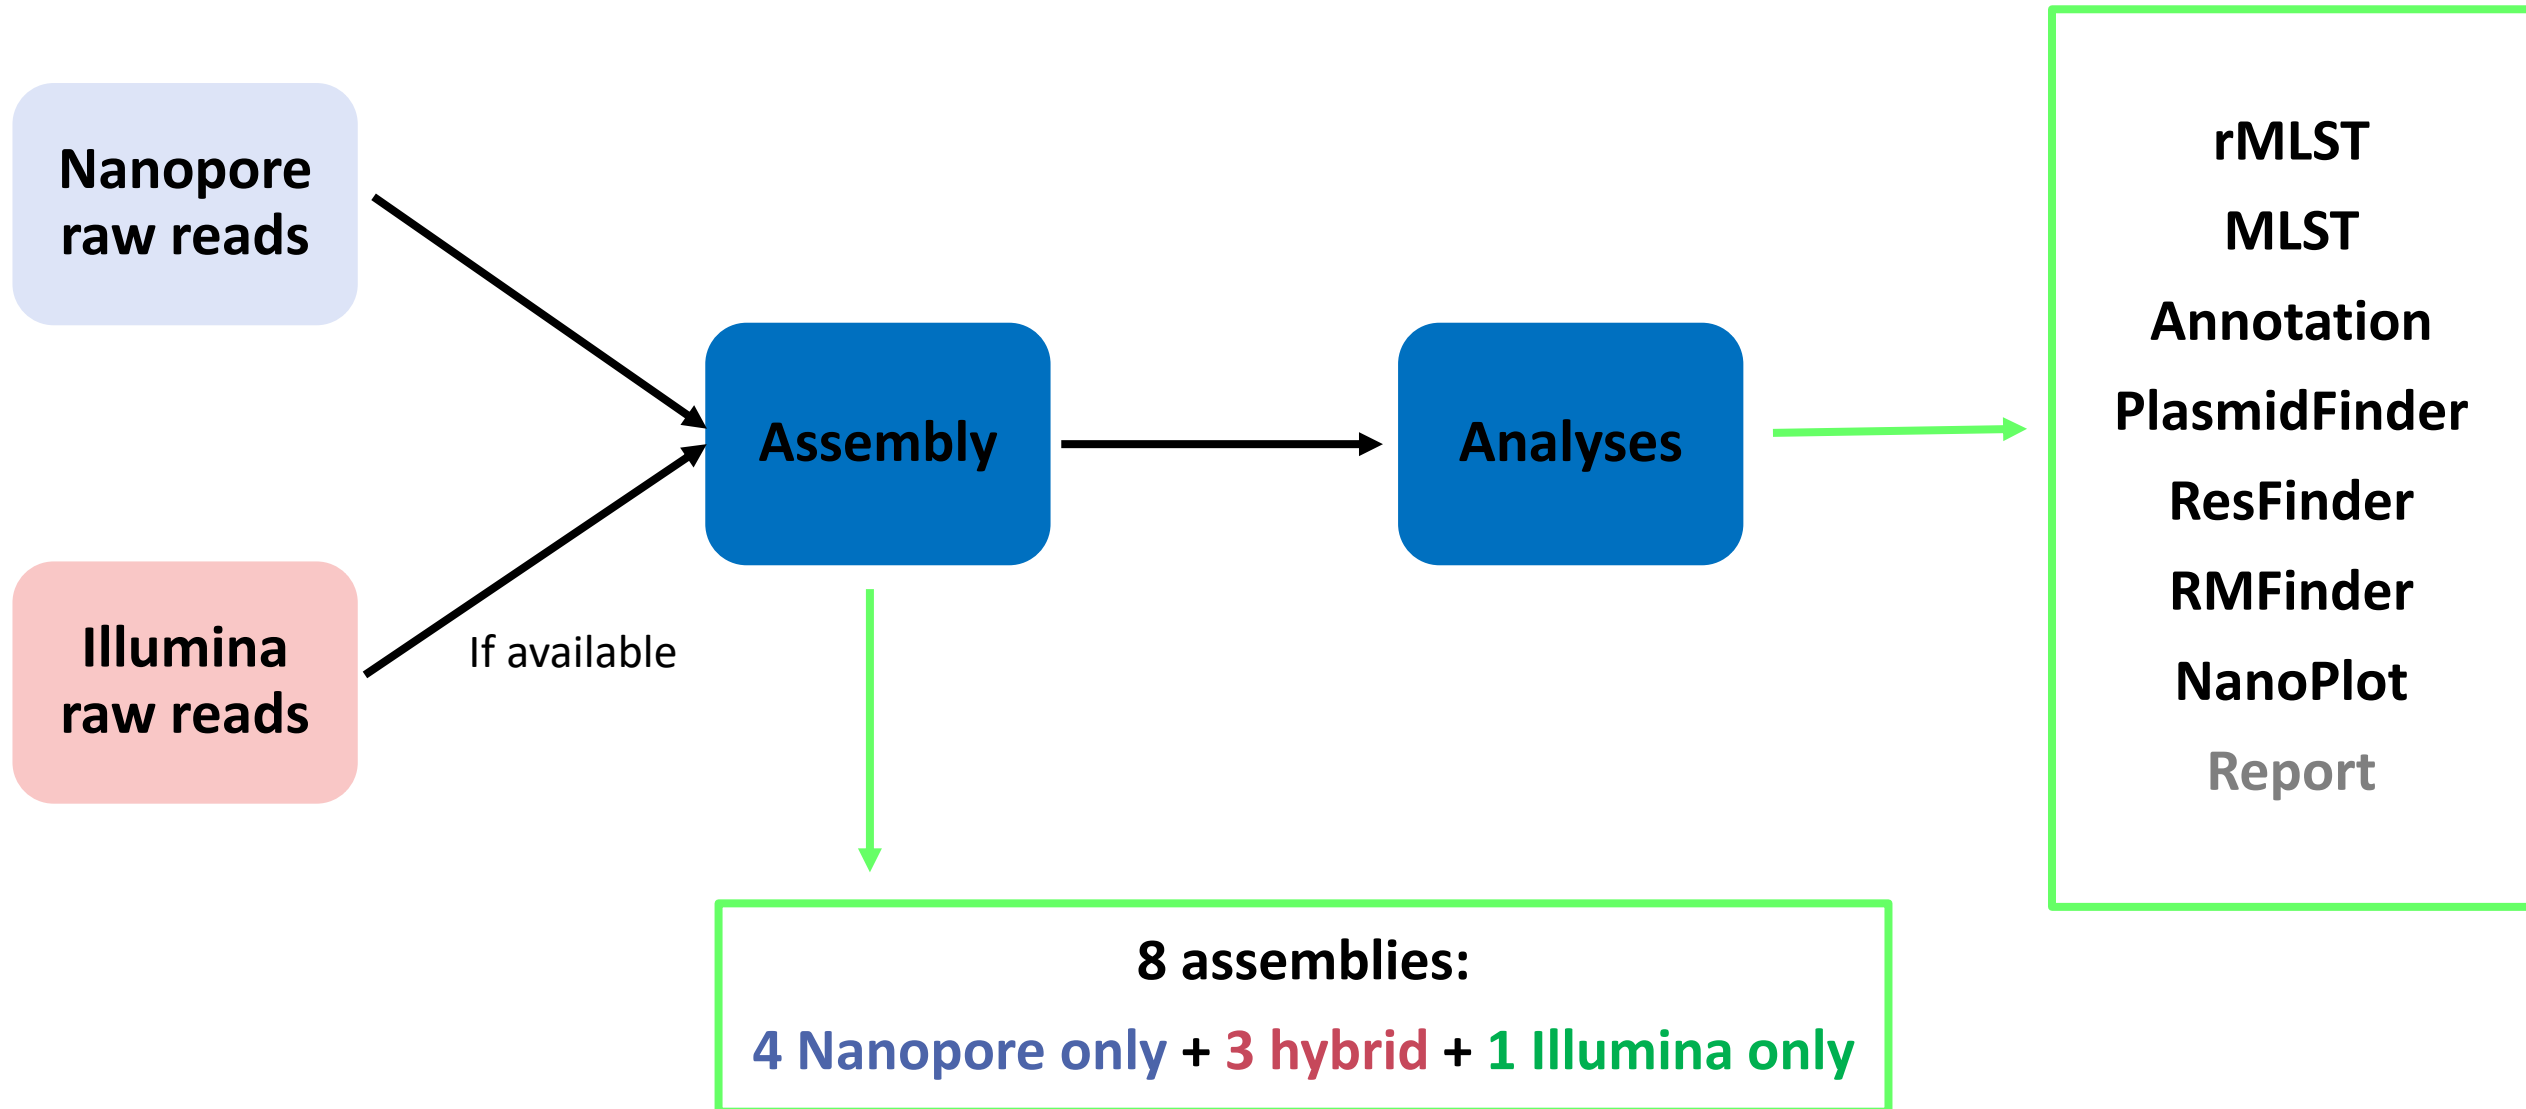 Nanopore
raw reads
Illumina
raw reads
If available
Assembly
Analyses
rMLST
MLST
Annotation
PlasmidFinder
ResFinder
RMFinder
NanoPlot
Report
8 assemblies:
4 Nanopore only + 3 hybrid + 1 Illumina only